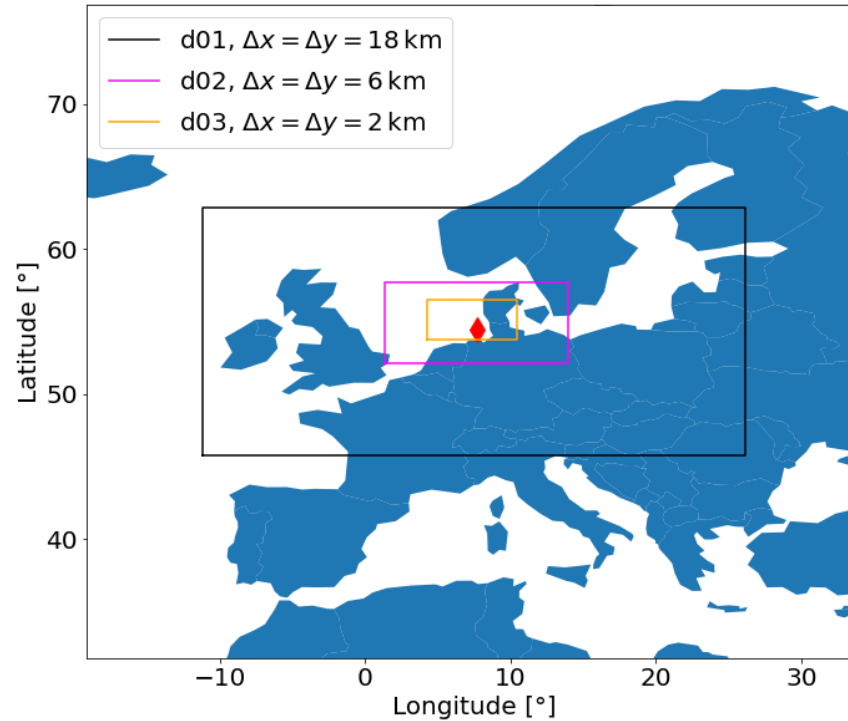 d01, Δx = Δy = 18 km
d02, Δx = Δy = 6 km
d03, Δx = Δy = 2 km
70
60
50
40
Latitude [°]
−10
0
10
20
30
Longitude [°]